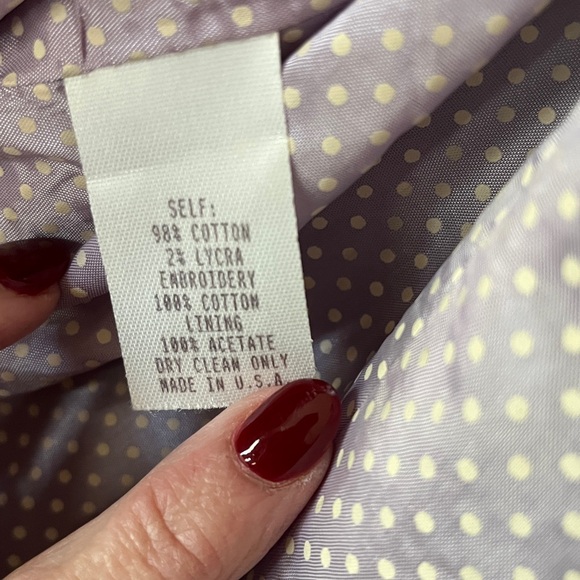 SELF:
98% COTTON
2% LYCRA
EMBROIDERY
100% COTTON
LINING
100% ACETATE
DRY CLEAN ONLY
MADE IN U.S.A